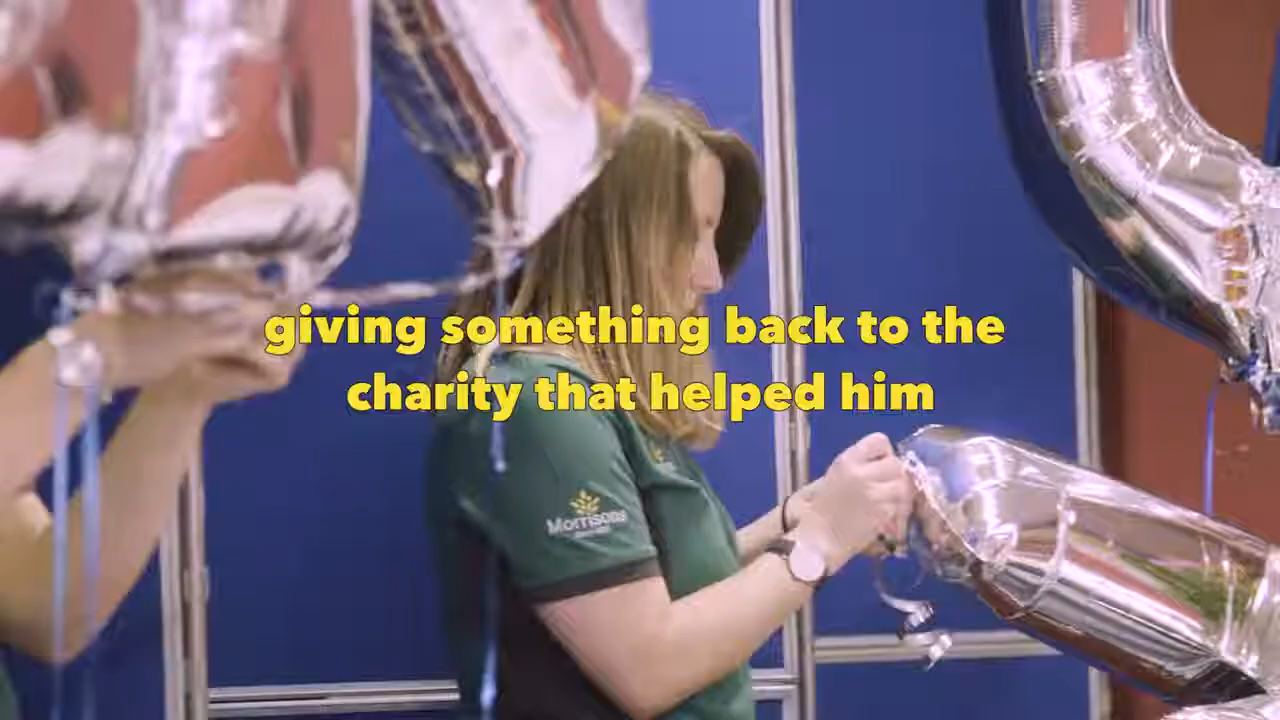 giving something back to the
charity that helped him
Morrisons